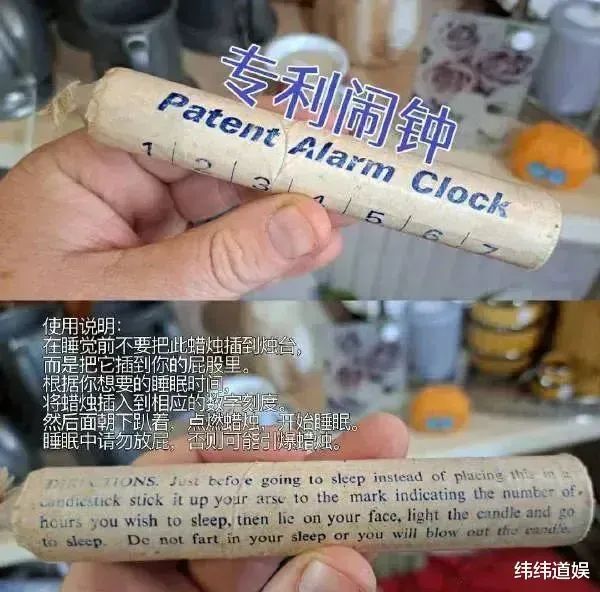 专利闹钟
Patent Alarm Clock
1 2 3 4 5 6 7
使用说明:
在睡觉前不要把此蜡烛插到烛台,
而是把它插到你的屁股里。
根据你想要的睡眠时间,
将蜡烛插入到相应的数字刻度。
然后面朝下趴着,点燃蜡烛 开始睡眠。
睡眠中请勿放屁,否则可能引爆蜡烛。
DIRECTIONS. Just before going to sleep instead of placing this in a
candlestick stick it up your arse to the mark indicating the number of
hours you wish to sleep, then lie on your face, light the candle and go
to sleep. Do not fart in your sleep or you will blow out the candle.
纬纬道娱